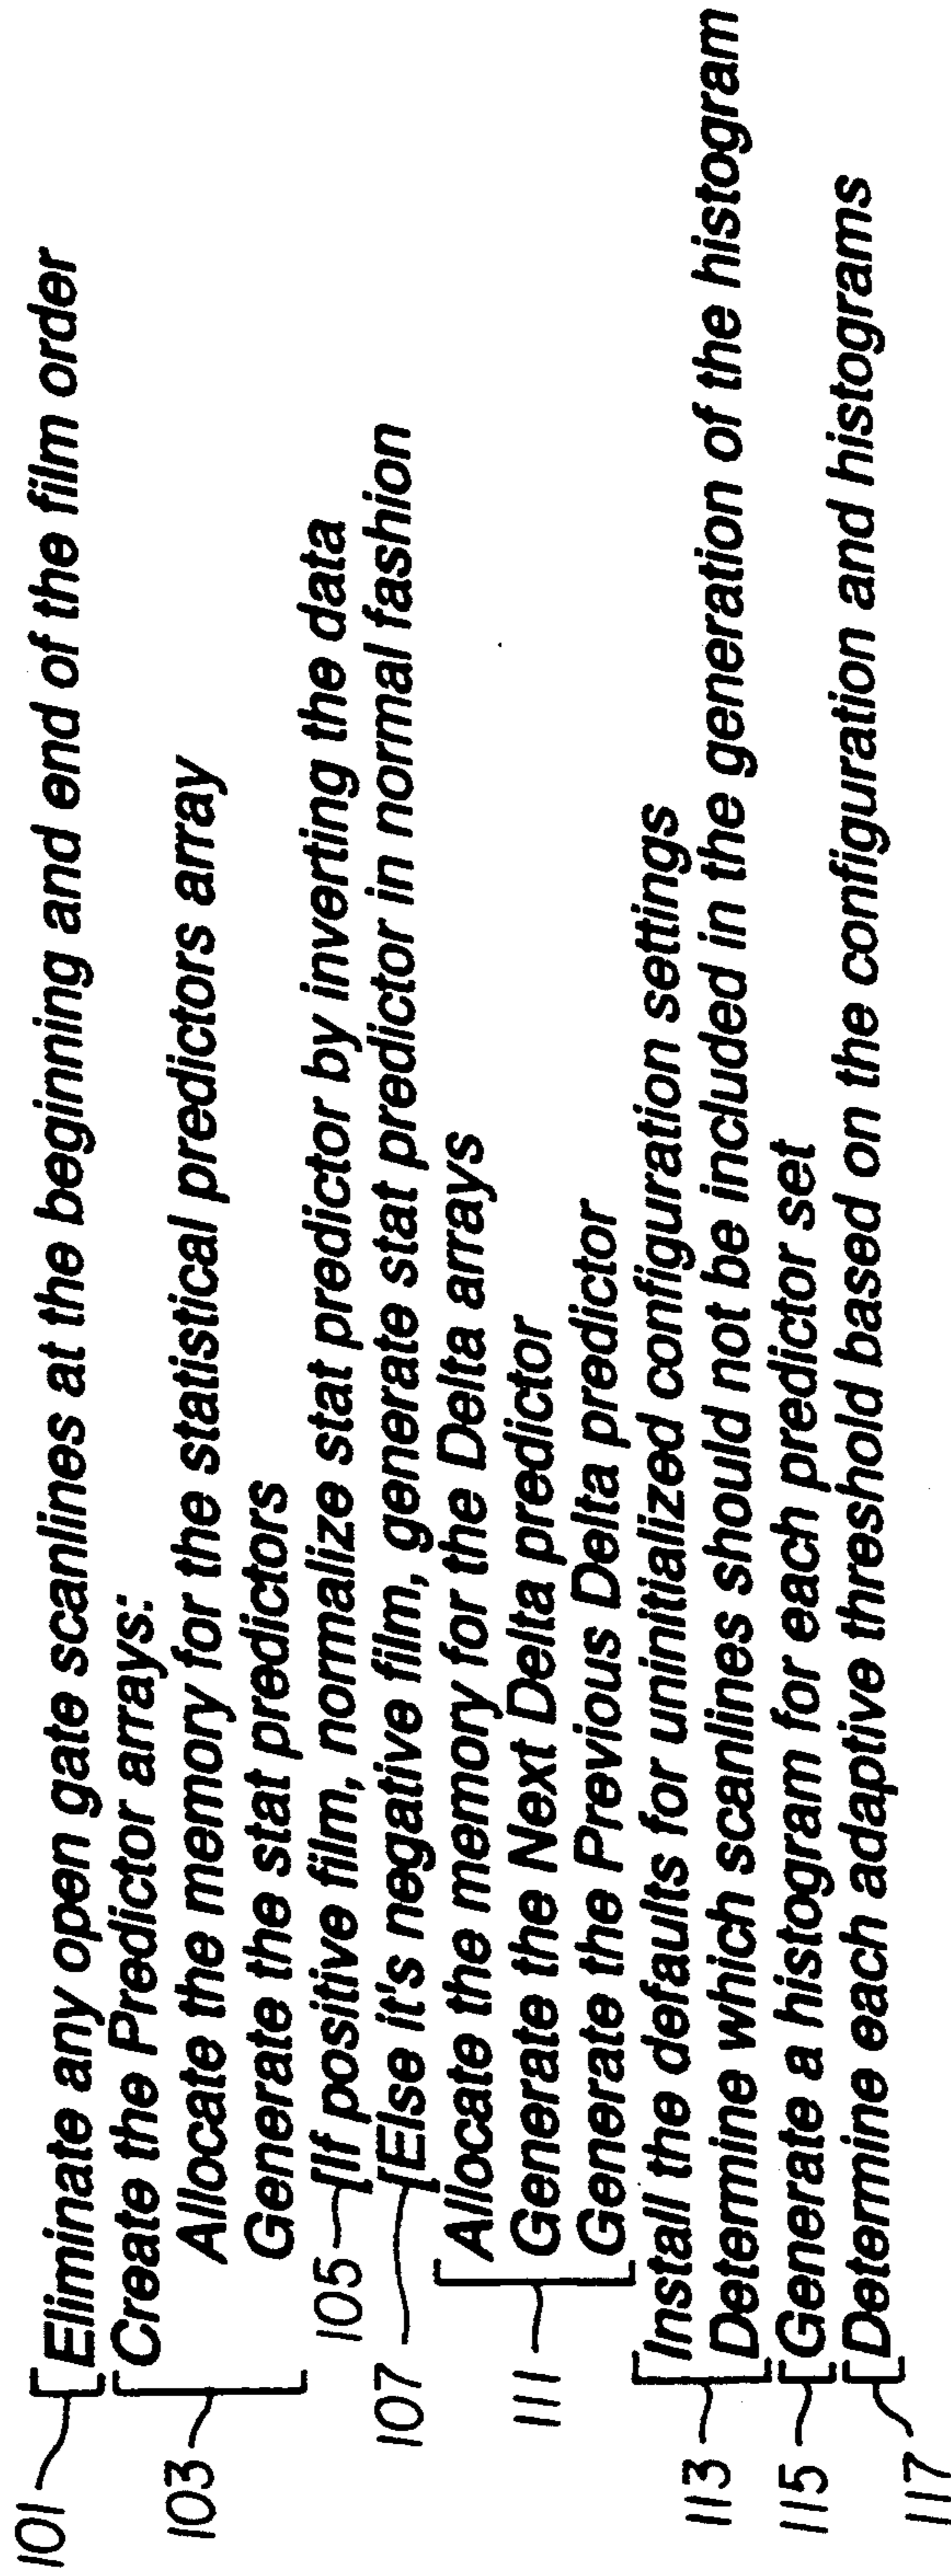 101 [Eliminate any open gate scanlines at the beginning and end of the film order
103 [Create the Predictor arrays:
Allocate the memory for the statistical predictors array
Generate the stat predictors
105 [If positive film, normalize stat predictor by inverting the data
107 [Else it's negative film, generate stat predictor in normal fashion
111 [Allocate the memory for the Delta arrays
Generate the Next Delta predictor
Generate the Previous Delta predictor
113 [Install the defaults for uninitialized configuration settings
Determine which scanlines should not be included in the generation of the histogram
115 [Generate a histogram for each predictor set
117 [Determine each adaptive threshold based on the configuration and histograms